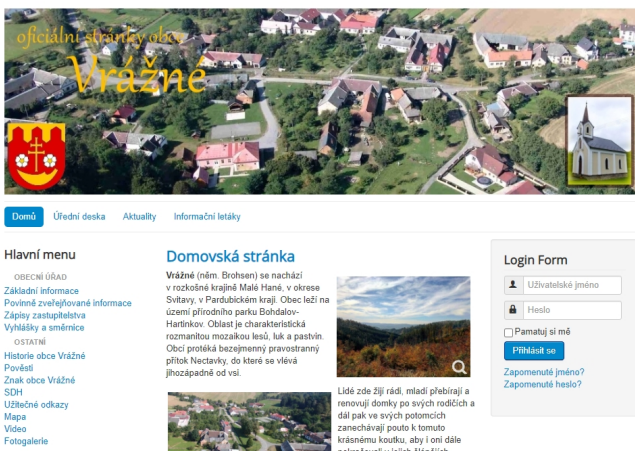 oficiální stránky obce
Vrážné
Domů
Úřední deska
Aktuality
Informační letáky
Hlavní menu
OBECNÍ ÚŘAD
Základní informace
Povinně zveřejňované informace
Zápisy zastupitelstva
Vyhlášky a směrnice
OSTATNÍ
Historie obce Vrážné
Pověsti
Znak obce Vrážné
SDH
Užitečné odkazy
Mapa
Video
Fotogalerie
Domovská stránka
Vrážné (něm. Brohsen) se nachází
v rozkošné krajině Malé Hané, v okrese
Svitavy, v Pardubickém kraji. Obec leží na
území přírodního parku Bohdalov-
Hartinkov. Oblast je charakteristická
rozmanitou mozaikou lesů, luk a pastvin.
Obcí protéká bezejmenný pravostranný
přítok Nectavky, do které se vlévá
jihozápadně od vsi.
Lidé zde žijí rádi, mladí přebírají a
renovují domky po svých rodičích a
dál pak ve svých potomcích
zanechávají pouto k tomuto
krásnému koutku, aby i oni dále
Login Form
Uživatelské jméno
Heslo
Pamatuj si mě
Přihlásit se
Zapomenuté jméno?
Zapomenuté heslo?